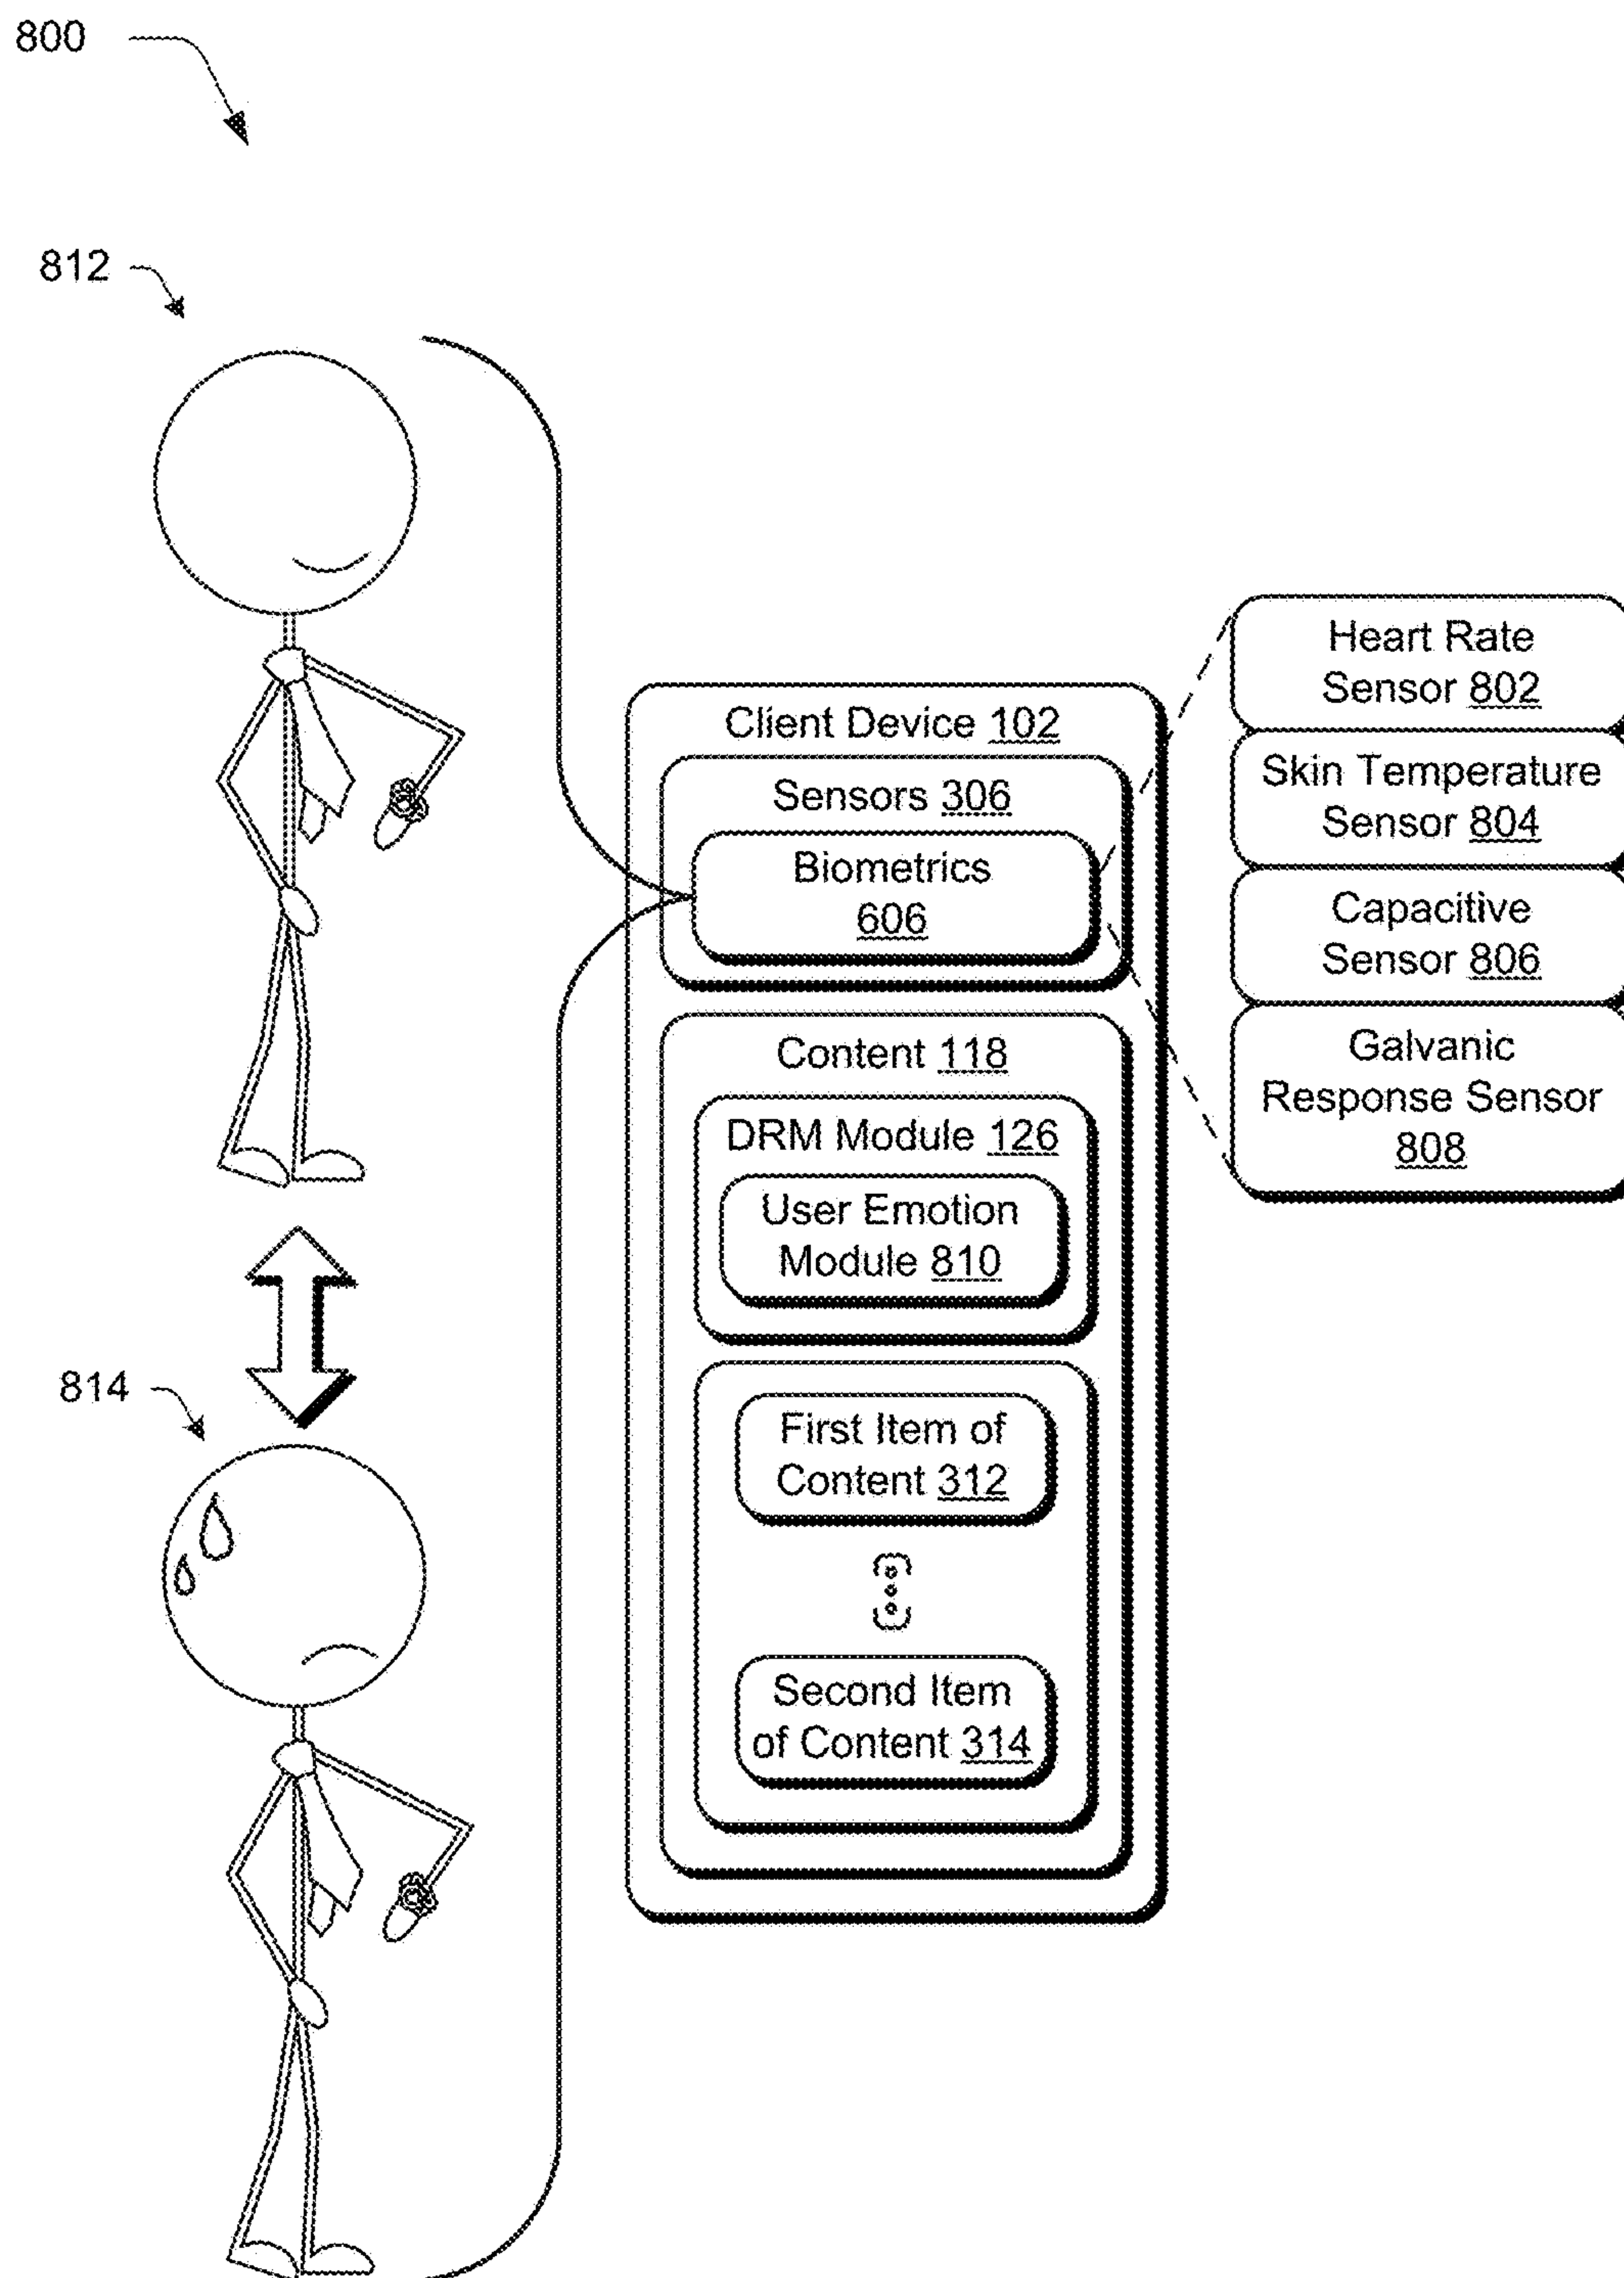 800
812
Heart Rate
Sensor 802
Client Device 102
Skin Temperature
Sensor 804
Sensors 306
Biometrics
606
Capacitive
Sensor 806
Content 118
Galvanic
Response Sensor
808
DRM Module 126
User Emotion
Module 810
814
First Item of
Content 312
Second Item
of Content 314